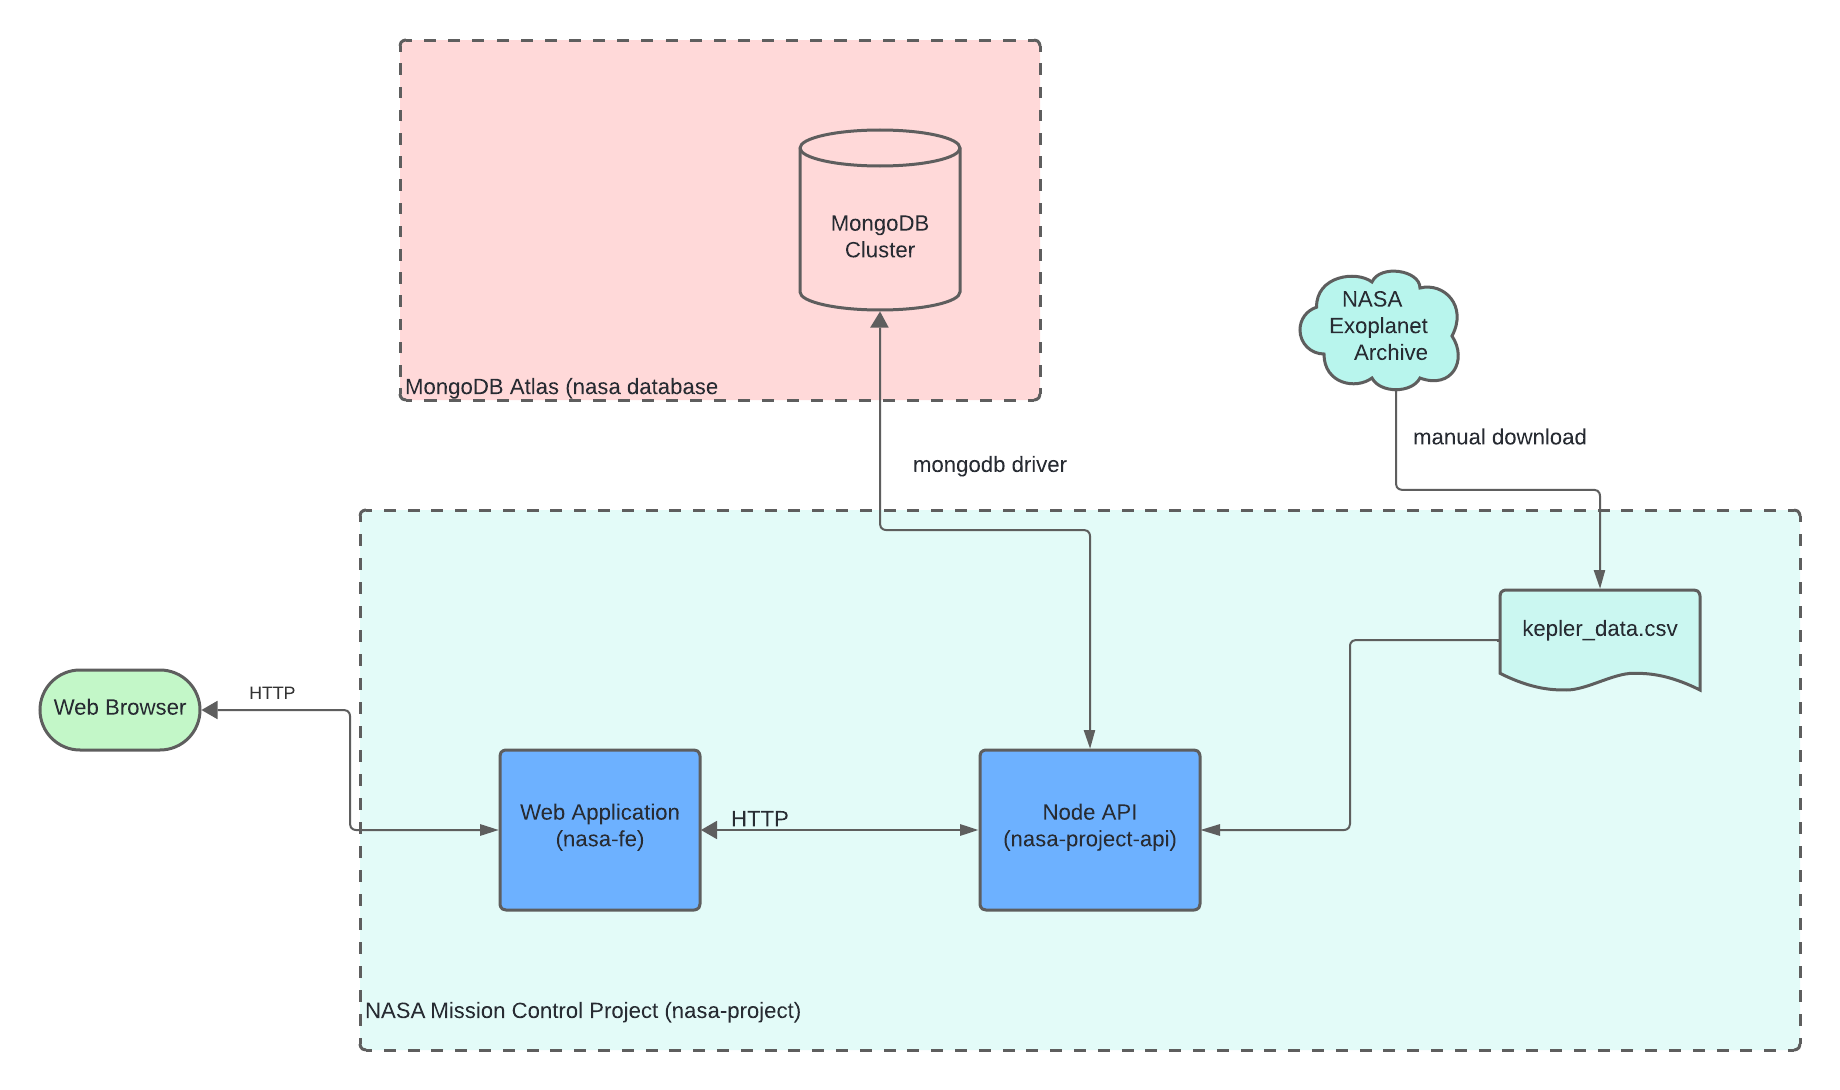 MongoDB
Cluster
MongoDB Atlas (nasa database
NASA
Exoplanet
Archive
manual download
mongodb driver
kepler_data.csv
HTTP
Web Browser
Web Application
(nasa-fe)
HTTP
Node API
(nasa-project-api)
NASA Mission Control Project (nasa-project)